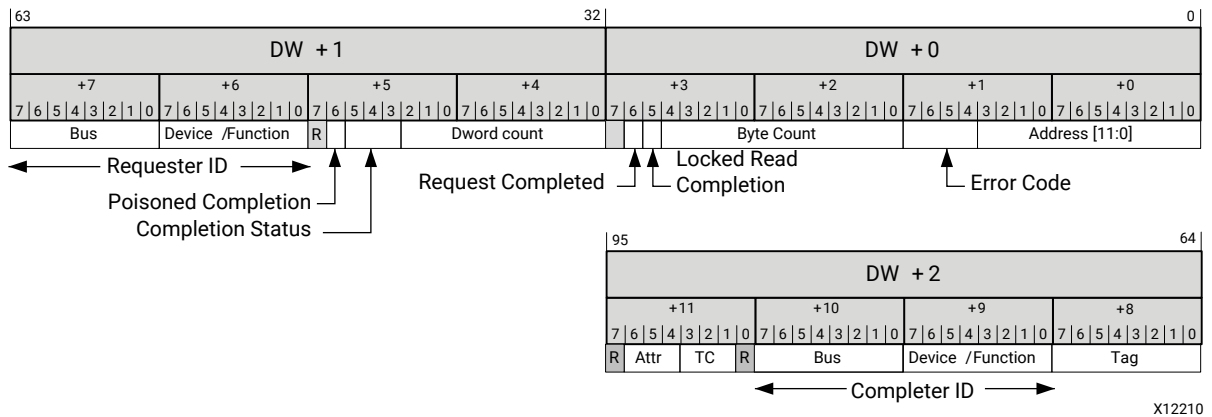 63 32 0
DW + 1 DW + 0
+7 +6 +5 +4 +3 +2 +1 +0
7 6 5 4 3 2 1 0 7 6 5 4 3 2 1 0 7 6 5 4 3 2 1 0 7 6 5 4 3 2 1 0 7 6 5 4 3 2 1 0 7 6 5 4 3 2 1 0 7 6 5 4 3 2 1 0 7 6 5 4 3 2 1 0
Bus Device /Function R Dword count Byte Count Address [11:0]
Requester ID
Poisoned Completion
Completion Status
Request Completed
Locked Read
Completion
Error Code
95 64
DW + 2
+11 +10 +9 +8
7 6 5 4 3 2 1 0 7 6 5 4 3 2 1 0 7 6 5 4 3 2 1 0 7 6 5 4 3 2 1 0
R Attr TC R Bus Device /Function Tag
Completer ID
X12210